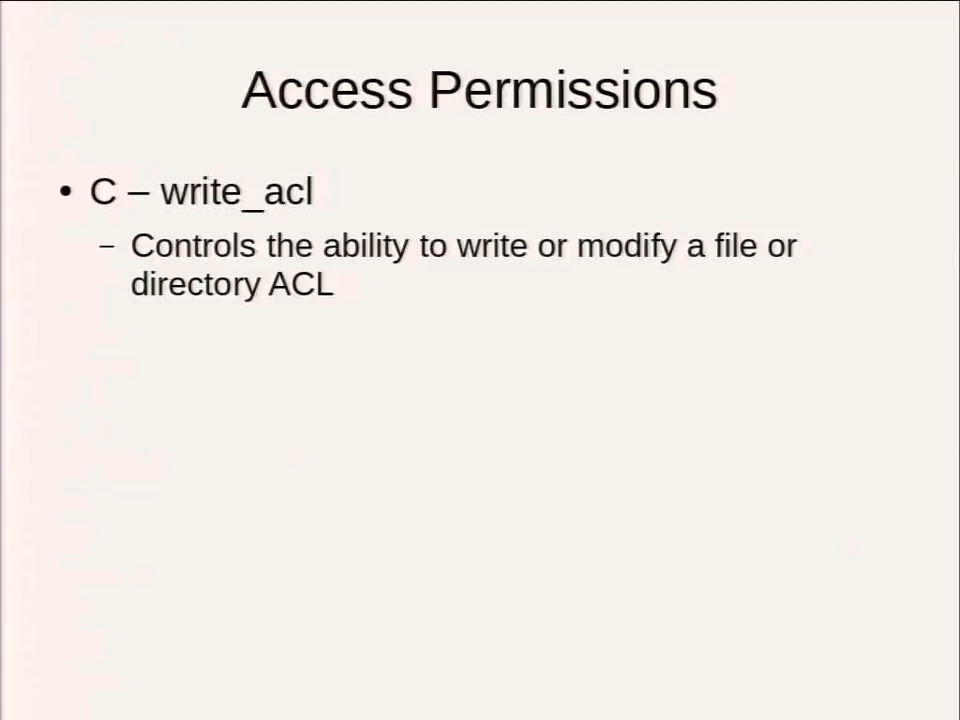 Access Permissions
• C – write_acl
– Controls the ability to write or modify a file or
directory ACL